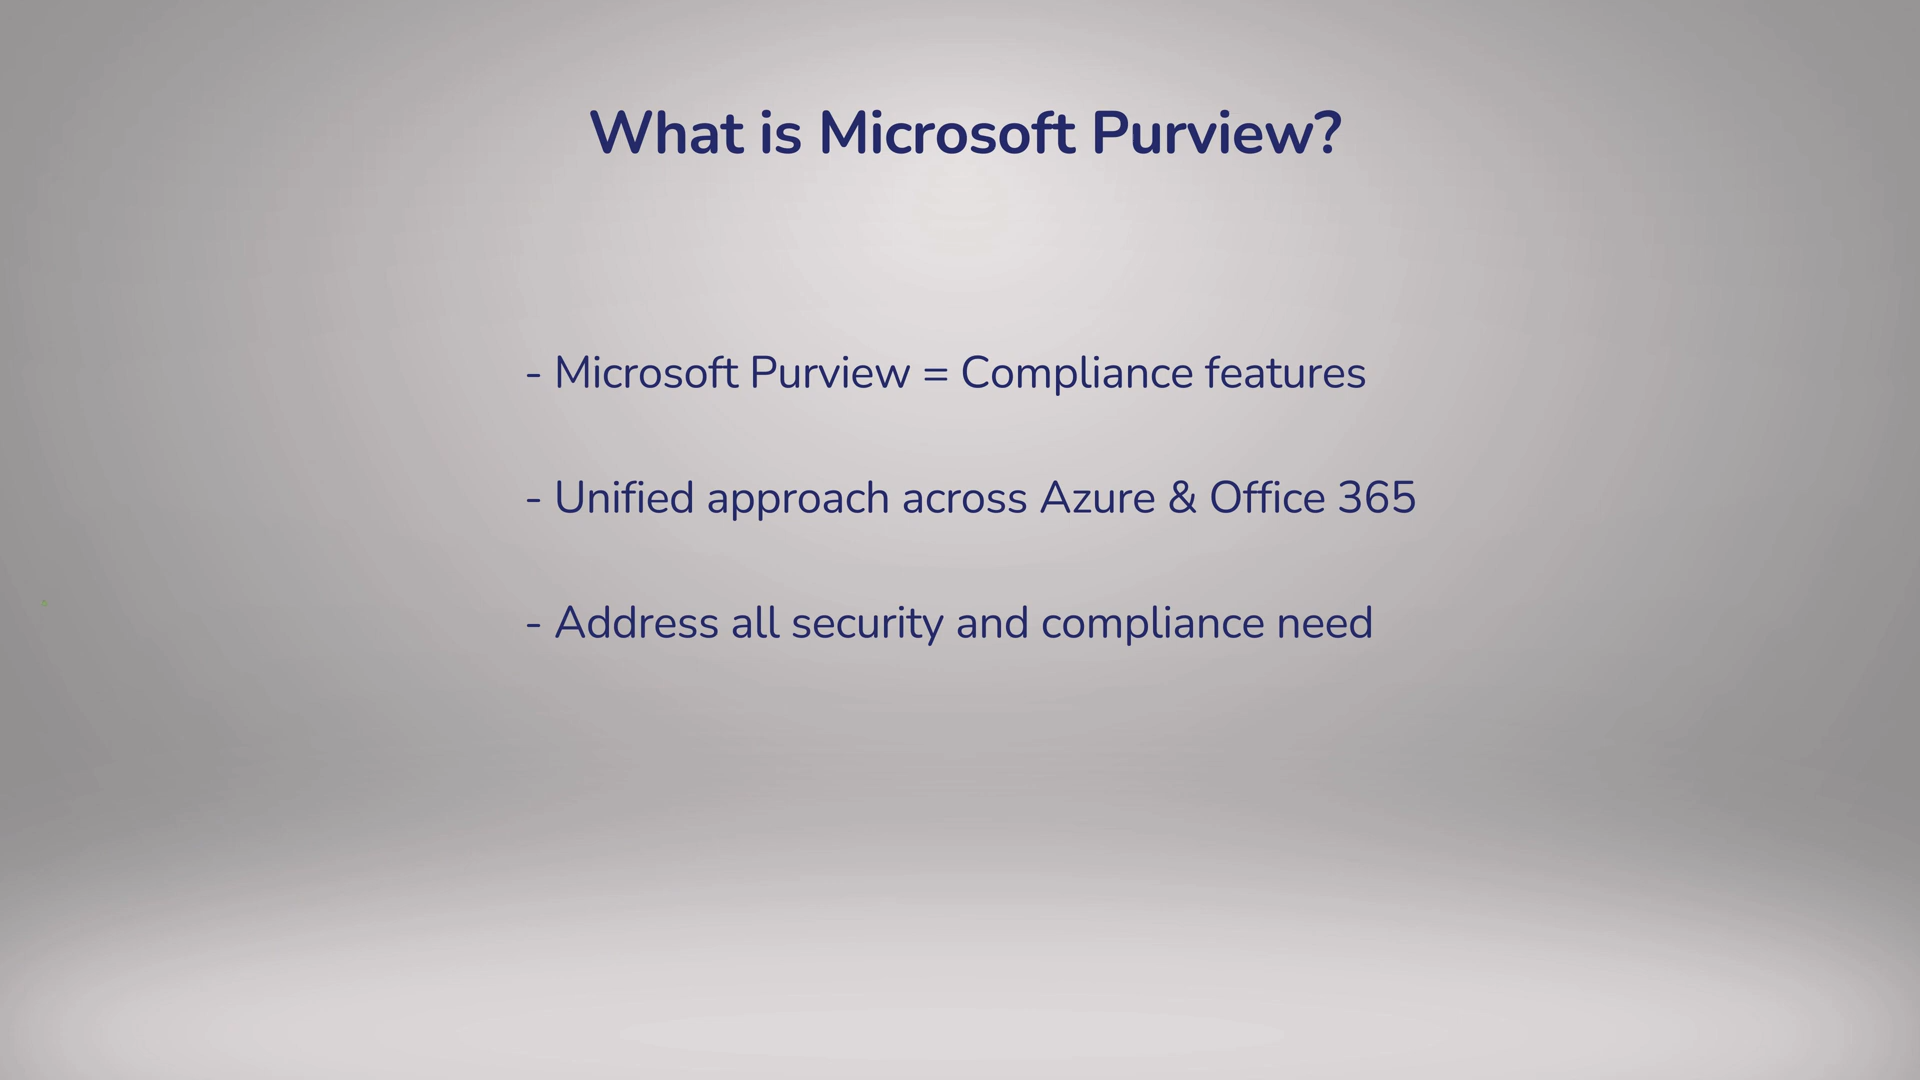 What is Microsoft Purview?
- Microsoft Purview = Compliance features
- Unified approach across Azure & Office 365
- Address all security and compliance need